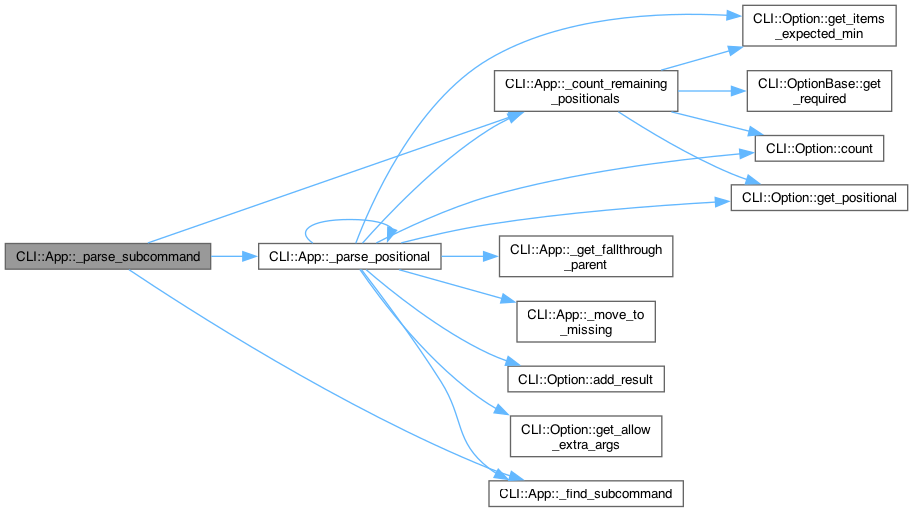 CLI::App::_parse_subcommand
CLI::App::_parse_positional
CLI::App::_count_remaining
_positionals
CLI::App::_get_fallthrough
_parent
CLI::App::_move_to
_missing
CLI::Option::add_result
CLI::Option::get_allow
_extra_args
CLI::App::_find_subcommand
CLI::Option::get_items
_expected_min
CLI::OptionBase::get
_required
CLI::Option::count
CLI::Option::get_positional